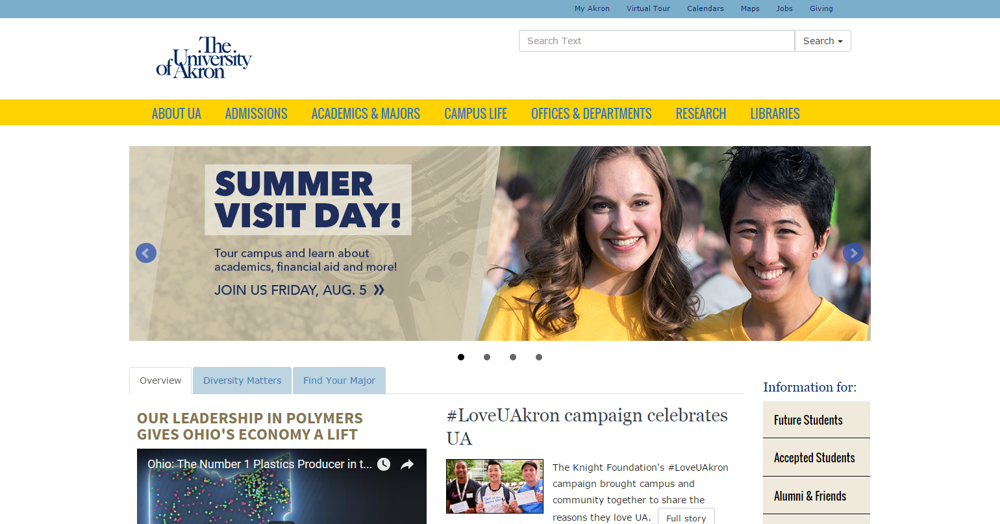 My Akron Virtual Tour Calendars Maps Jobs Giving
Search Text Search
The
University
of Akron
ABOUT UA ADMISSIONS ACADEMICS & MAJORS CAMPUS LIFE OFFICES & DEPARTMENTS RESEARCH LIBRARIES
SUMMER
VISIT DAY!
Tour campus and learn about
academics, financial aid and more!
JOIN US FRIDAY, AUG. 5 »
Overview Diversity Matters Find Your Major
OUR LEADERSHIP IN POLYMERS
GIVES OHIO'S ECONOMY A LIFT
Ohio: The Number 1 Plastics Producer in t...
#LoveUAkron campaign celebrates
UA
The Knight Foundation's #LoveUAkron
campaign brought campus and
community together to share the
reasons they love UA. Full story
Information for:
Future Students
Accepted Students
Alumni & Friends